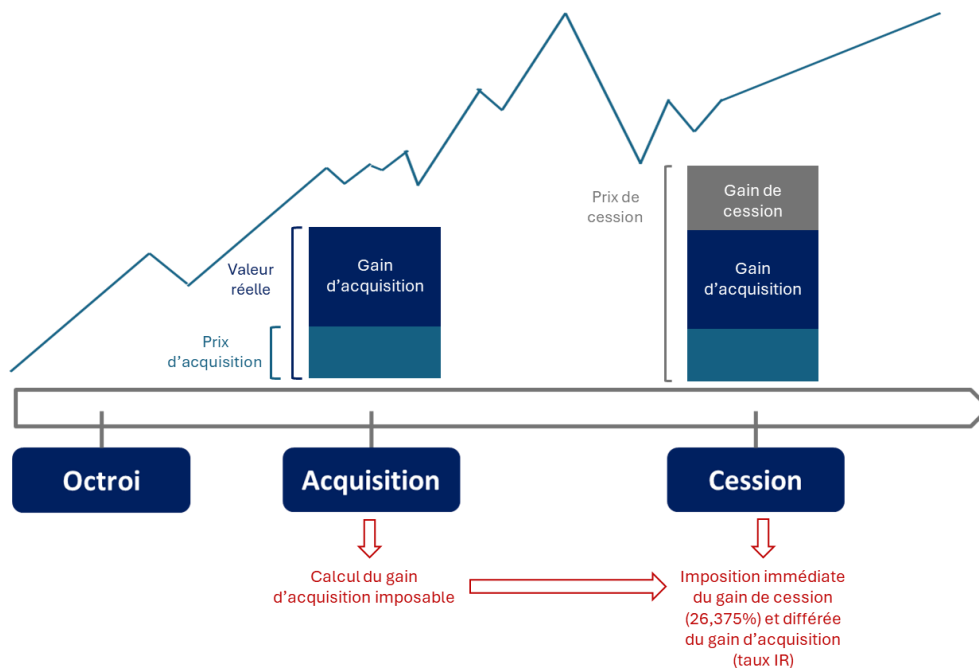 Prix de
cession
Gain de
cession
Valeur
réelle
Gain
d’acquisition
Gain
d’acquisition
Prix
d’acquisition
Octroi
Acquisition
Cession
Calcul du gain
d’acquisition imposable
Imposition immédiate
du gain de cession
(26,375%) et différée
du gain d’acquisition
(taux IR)